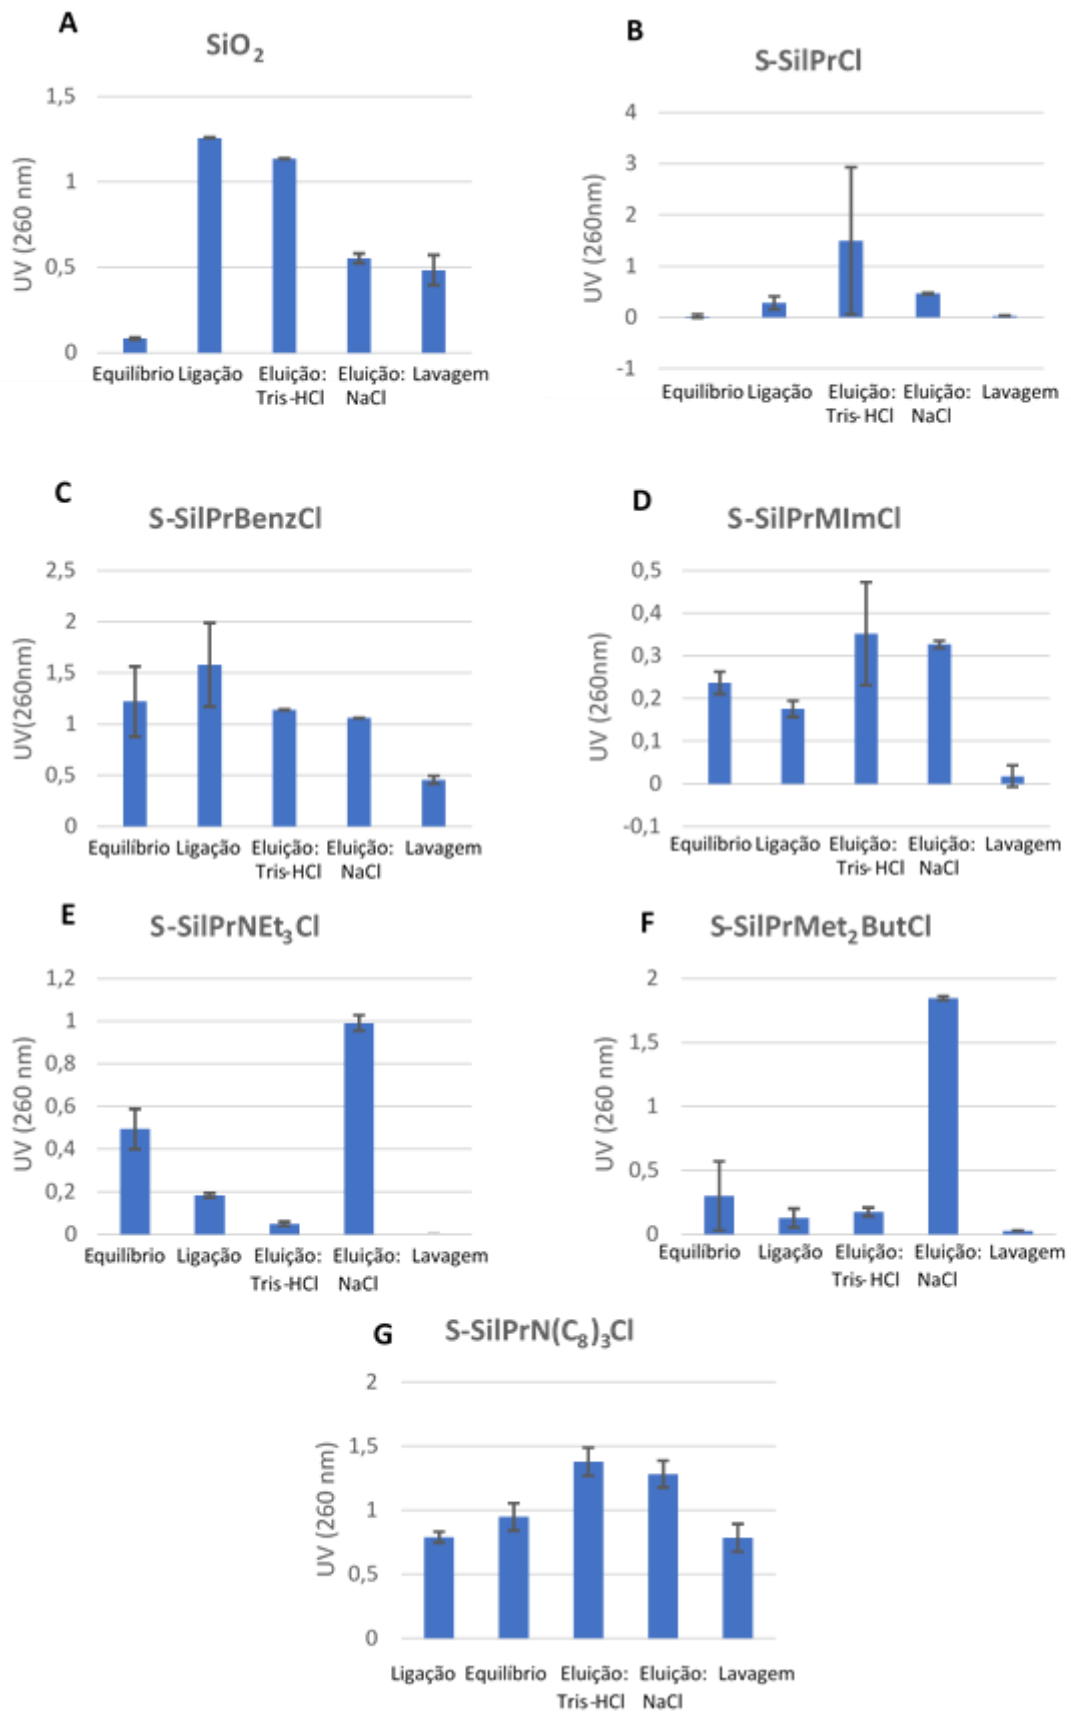 A
SiO2
UV (260 nm)
1,5
1
0,5
0
Equilíbrio Ligação Eluição: Eluição: Lavagem
Tris-HCl NaCl
B
S-SilPrCl
UV (260nm)
4
3
2
1
0
-1
Equilíbrio Ligação Eluição: Eluição: Lavagem
Tris-HCl NaCl
C
S-SilPrBenzCl
UV(260nm)
2,5
2
1,5
1
0,5
0
Equilíbrio Ligação Eluição: Eluição: Lavagem
Tris-HCl NaCl
D
S-SilPrMImCl
UV (260nm)
0,5
0,4
0,3
0,2
0,1
0
-0,1
Equilíbrio Ligação Eluição: Eluição: Lavagem
Tris-HCl NaCl
E
S-SilPrNEt3Cl
UV (260 nm)
1,2
1
0,8
0,6
0,4
0,2
0
Equilíbrio Ligação Eluição: Eluição: Lavagem
Tris-HCl NaCl
F
S-SilPrMet2ButCl
UV (260 nm)
2
1,5
1
0,5
0
Equilíbrio Ligação Eluição: Eluição: Lavagem
Tris-HCl NaCl
G
S-SilPrN(C8)3Cl
UV (260 nm)
2
1,5
1
0,5
0
Ligação Equilíbrio Eluição: Eluição: Lavagem
Tris-HCl NaCl